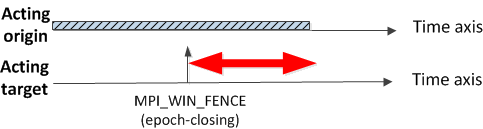 Acting
origin
Time axis
Acting
target
Time axis
MPI_WIN_FENCE
(epoch-closing)